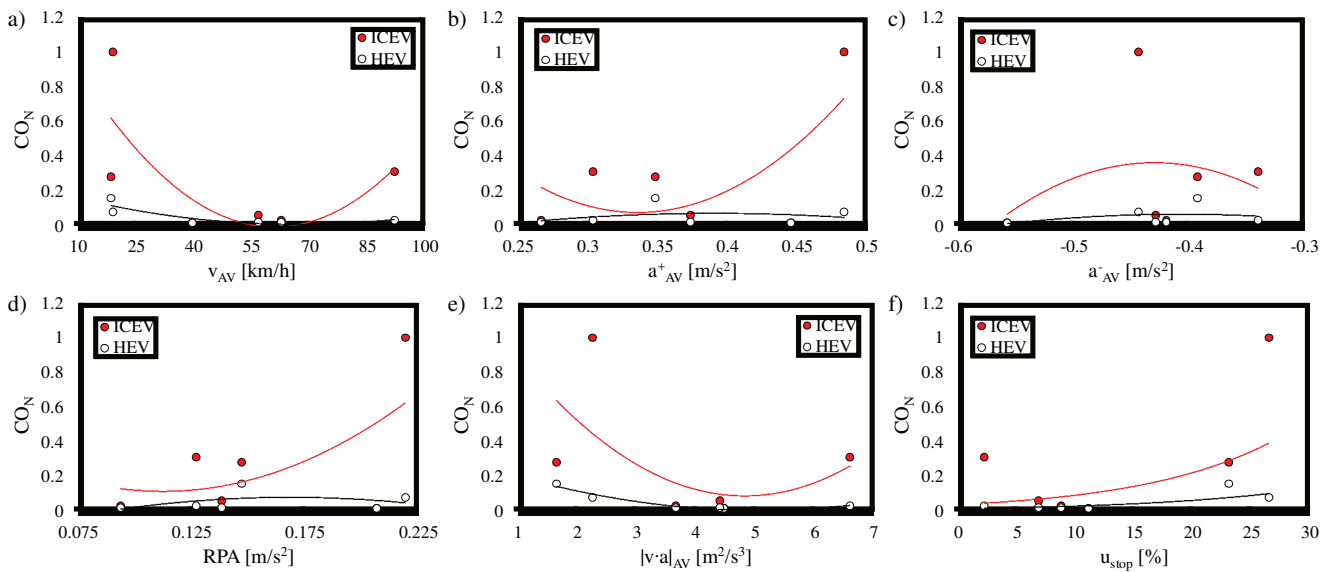 a)
1.2
1
0.8
0.6
0.4
0.2
0
CO_N
ICEV
HEV
10 25 40 55 70 85 100
v_AV [km/h]
b)
1.2
1
0.8
0.6
0.4
0.2
0
CO_N
ICEV
HEV
0.25 0.3 0.35 0.4 0.45 0.5
a⁺_AV [m/s²]
c)
1.2
1
0.8
0.6
0.4
0.2
0
CO_N
ICEV
HEV
-0.6 -0.5 -0.4 -0.3
a⁻_AV [m/s²]
d)
1.2
1
0.8
0.6
0.4
0.2
0
CO_N
ICEV
HEV
0.075 0.125 0.175 0.225
RPA [m/s²]
e)
1.2
1
0.8
0.6
0.4
0.2
0
CO_N
ICEV
HEV
1 2 3 4 5 6 7
|v·a|_AV [m²/s³]
f)
1.2
1
0.8
0.6
0.4
0.2
0
CO_N
ICEV
HEV
0 5 10 15 20 25 30
u_stop [%]